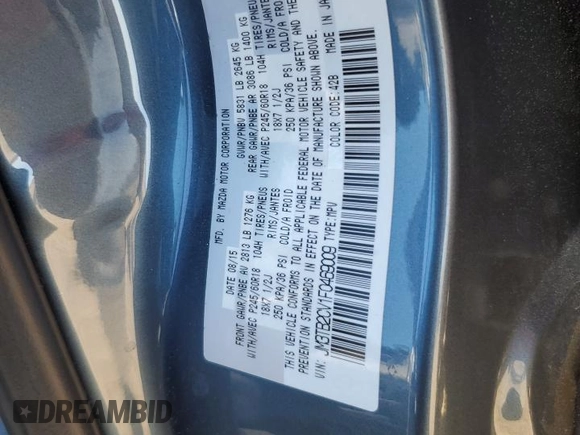 MFD. BY MAZDA MOTOR CORPORATION
DATE 08/15 GVWR/PNBV 5831 LB 2645 KG
FRONT GAWR/PNBE AV 2813 LB 1276 KG REAR GAWR/PNBE AR 3086 LB 1400 KG
WITH/AVEC P245/60R18 104H TIRES/PNEUS WITH/AVEC P245/60R18 104H TIRES/PNEUS
18X7 1/2J RIMS/JANTES 18X7 1/2J RIMS/JANTES
250 KPA/36 PSI COLD/A FROID 250 KPA/36 PSI COLD/A FROID
THIS VEHICLE CONFORMS TO ALL APPLICABLE FEDERAL MOTOR VEHICLE SAFETY AND
THEFT PREVENTION STANDARDS IN EFFECT ON THE DATE OF MANUFACTURE SHOWN ABOVE.
VIN: JM3TB2CV1F0469009 TYPE:MPV COLOR CODE:42B MADE IN JA
DREAMBID